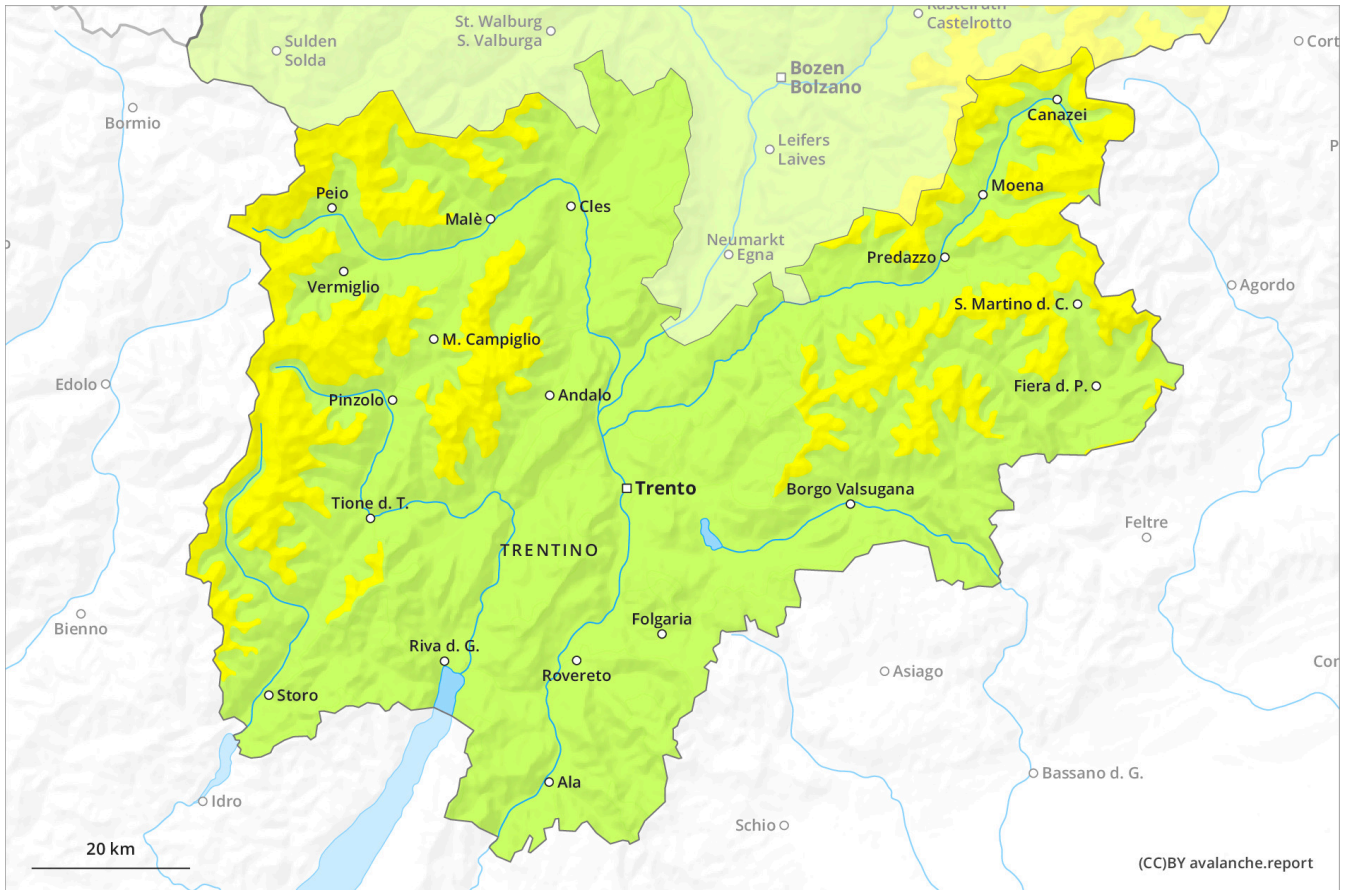 Kastelruth
Castelrotto
St. Walburg
S. Valburga
Sulden
Solda
Cort
Bozen
Bolzano
Bormio
Canazei
Leifers
Laives
P
Moena
Peio
Cles
Malè
Neumarkt
Egna
Predazzo
Vermiglio
Agordo
S. Martino d. C.
M. Campiglio
Edolo
Fiera d. P.
Andalo
Pinzolo
Trento
Borgo Valsugana
Tione d. T.
Feltre
TRENTINO
Bienno
Folgaria
Riva d. G.
Cor
Asiago
Rovereto
Storo
Bassano d. G.
Ala
Idro
Schio
20 km
(CC)BY avalanche.report